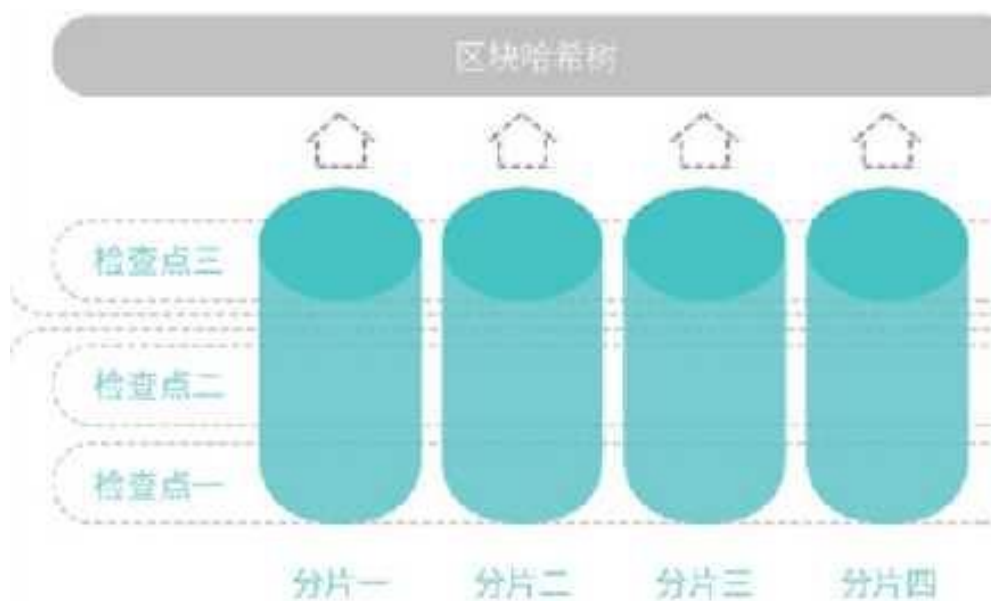 区块哈希树
检查点三
检查点二
检查点一
分片一 分片二 分片三 分片四